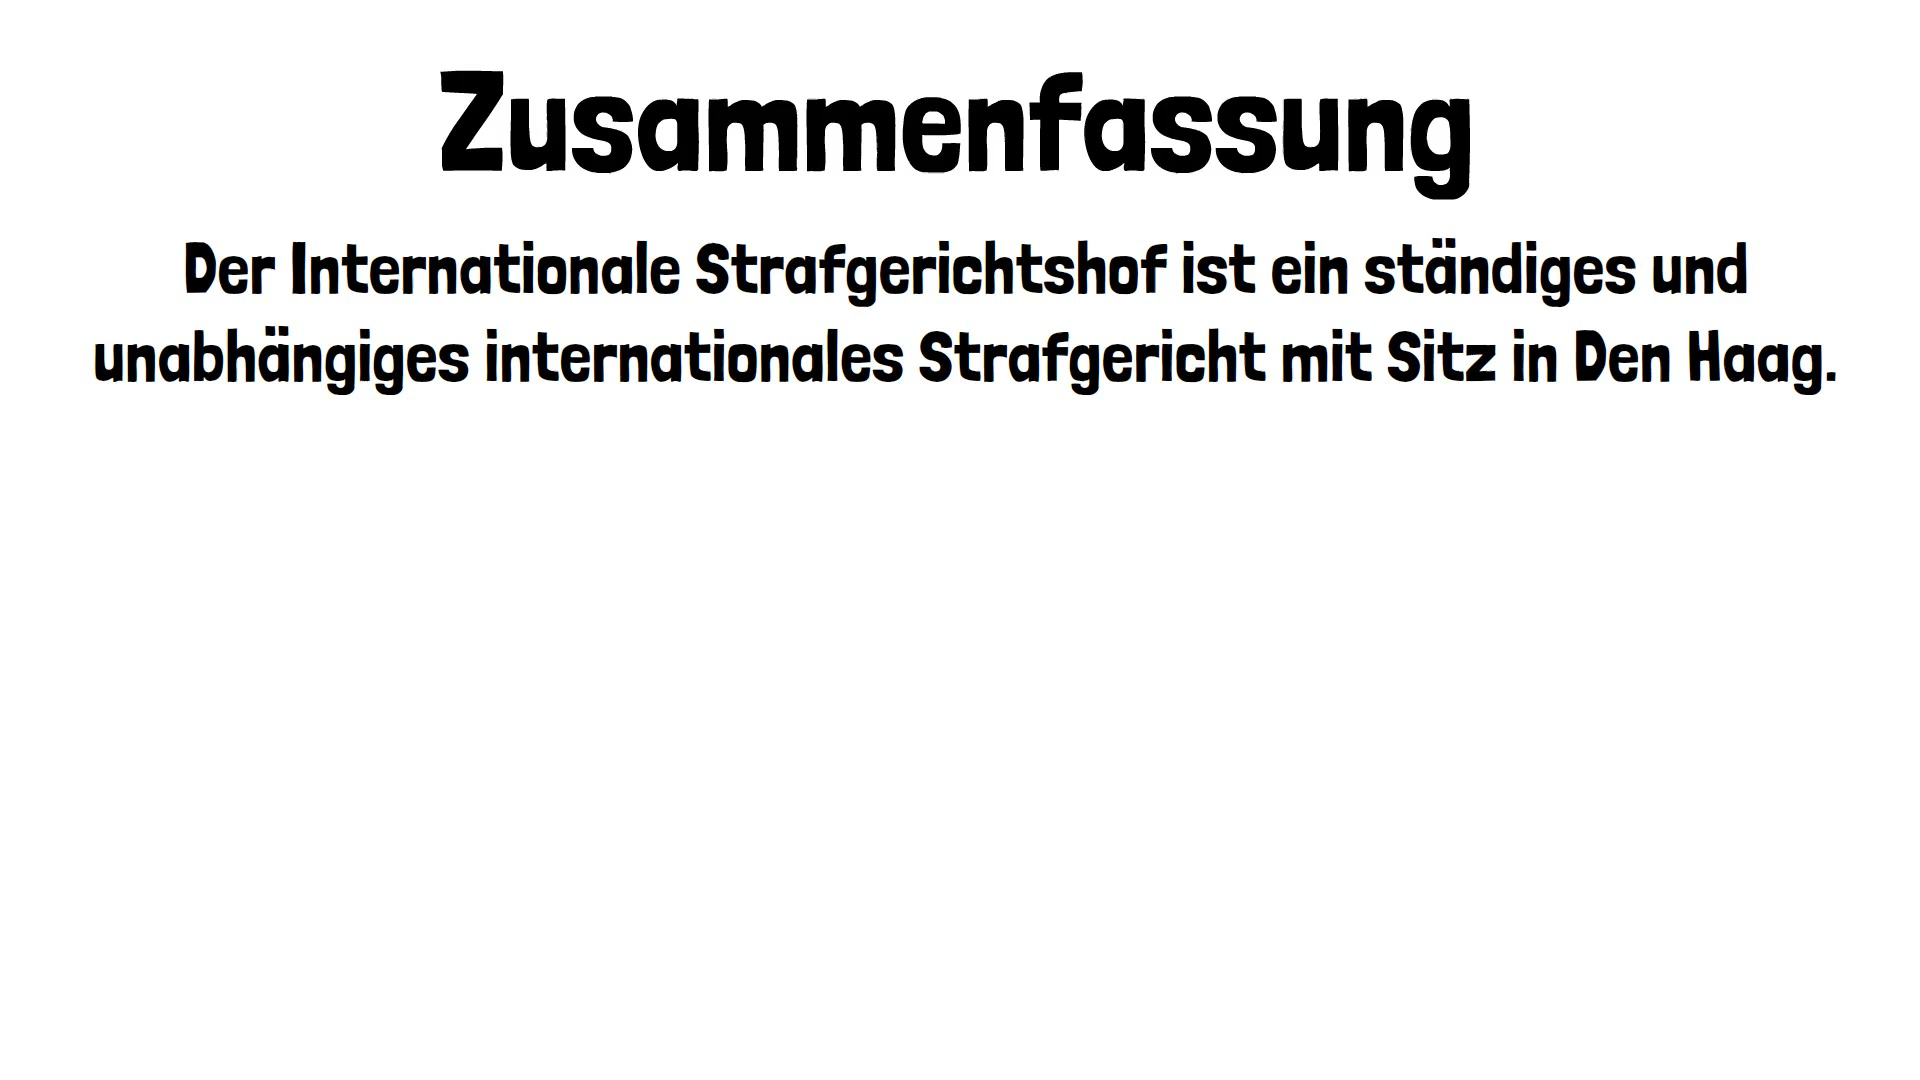 Zusammenfassung
Der Internationale Strafgerichtshof ist ein ständiges und
unabhängiges internationales Strafgericht mit Sitz in Den Haag.